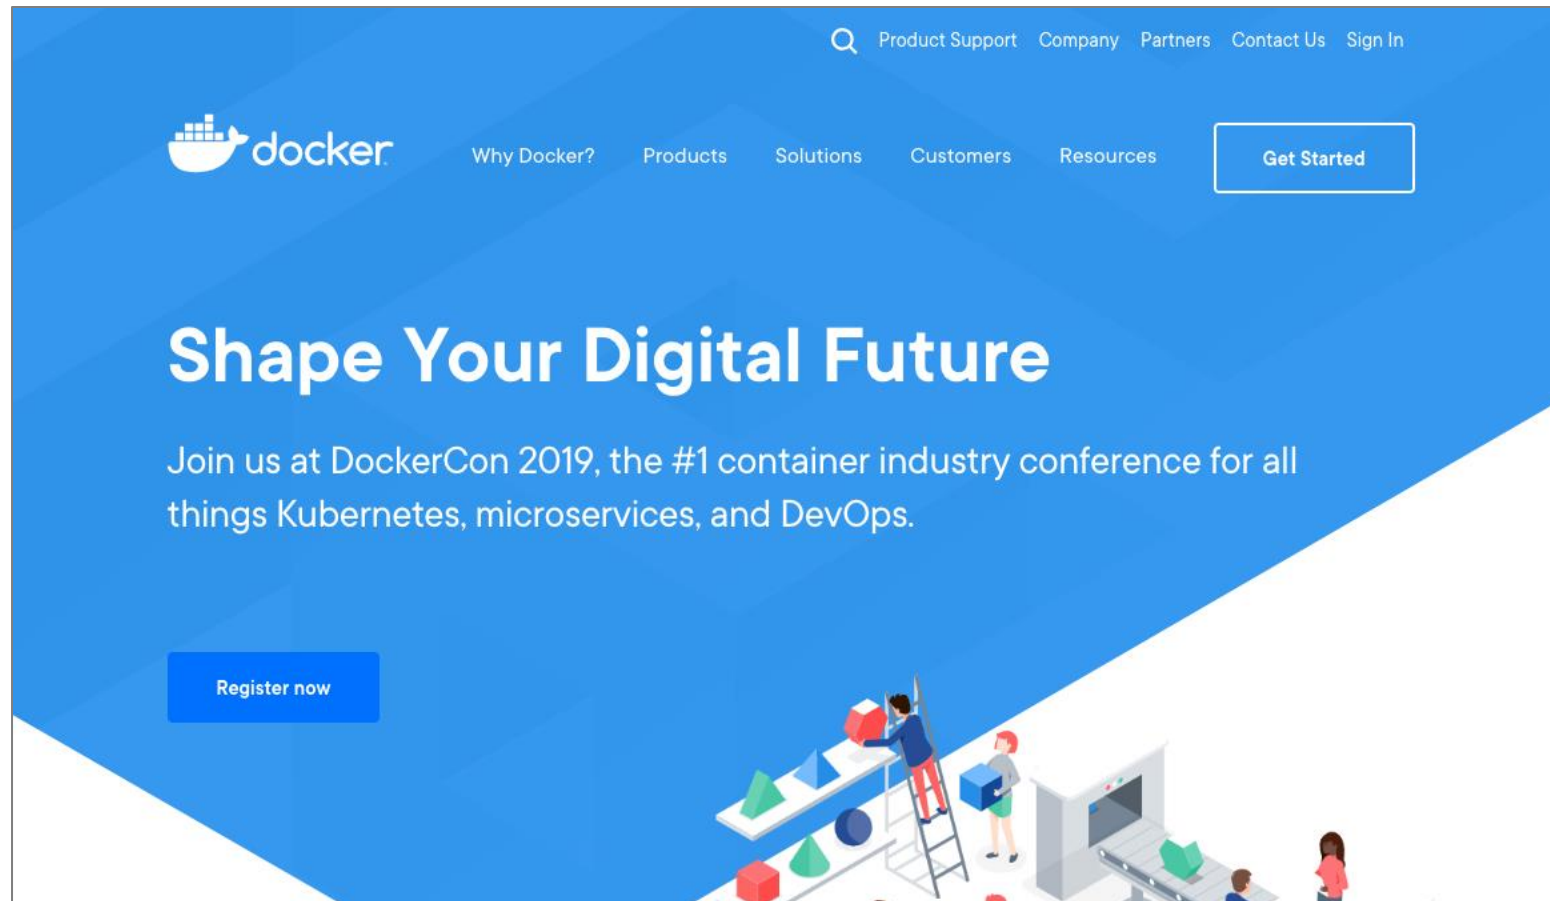 Product Support Company Partners Contact Us Sign In
docker
Why Docker? Products Solutions Customers Resources Get Started
Shape Your Digital Future
Join us at DockerCon 2019, the #1 container industry conference for all
things Kubernetes, microservices, and DevOps.
Register now